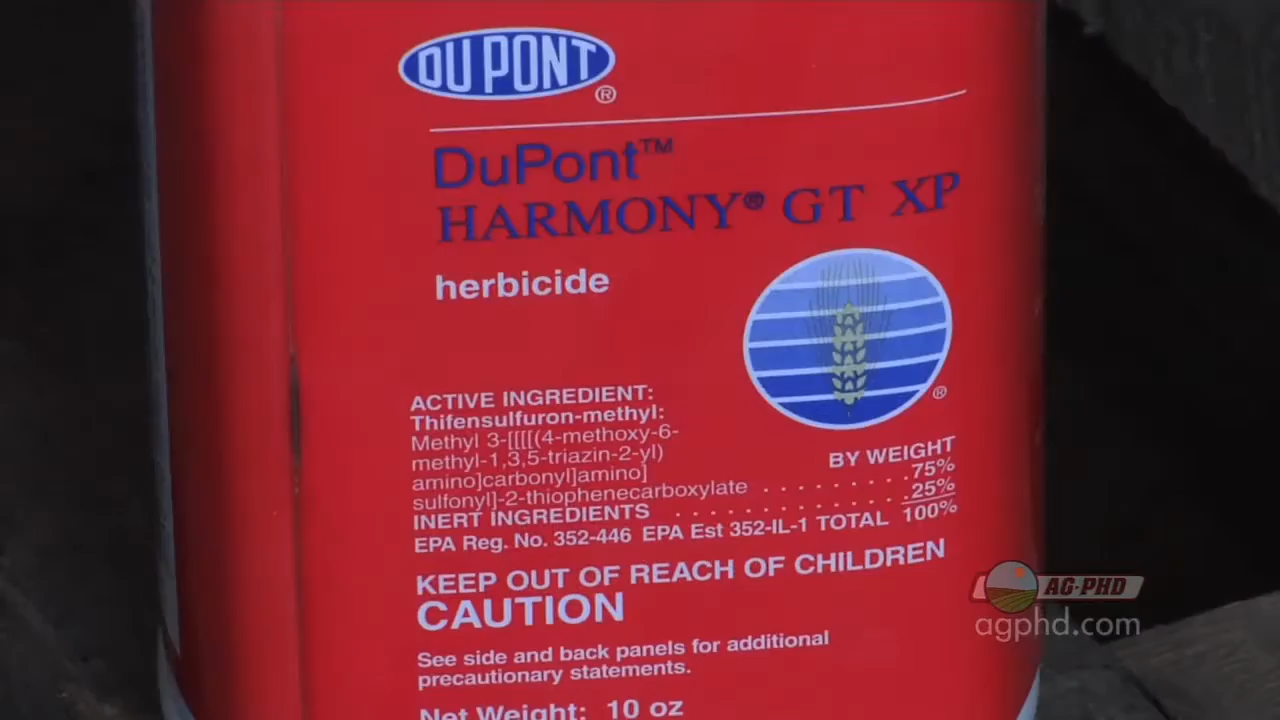 DU PONT ®
DuPont™
HARMONY® GT XP
herbicide
®
ACTIVE INGREDIENT:
Thifensulfuron-methyl:
Methyl 3-[[[[(4-methoxy-6-
methyl-1,3,5-triazin-2-yl)
amino]carbonyl]amino]
BY WEIGHT
sulfonyl]-2-thiophenecarboxylate . . . . . . . . .75%
INERT INGREDIENTS . . . . . . . . . . . . . .25%
EPA Reg. No. 352-446 EPA Est 352-IL-1 TOTAL 100%
KEEP OUT OF REACH OF CHILDREN
CAUTION
See side and back panels for additional
precautionary statements.
Net Weight: 10 oz
AG·PHD
agphd.com